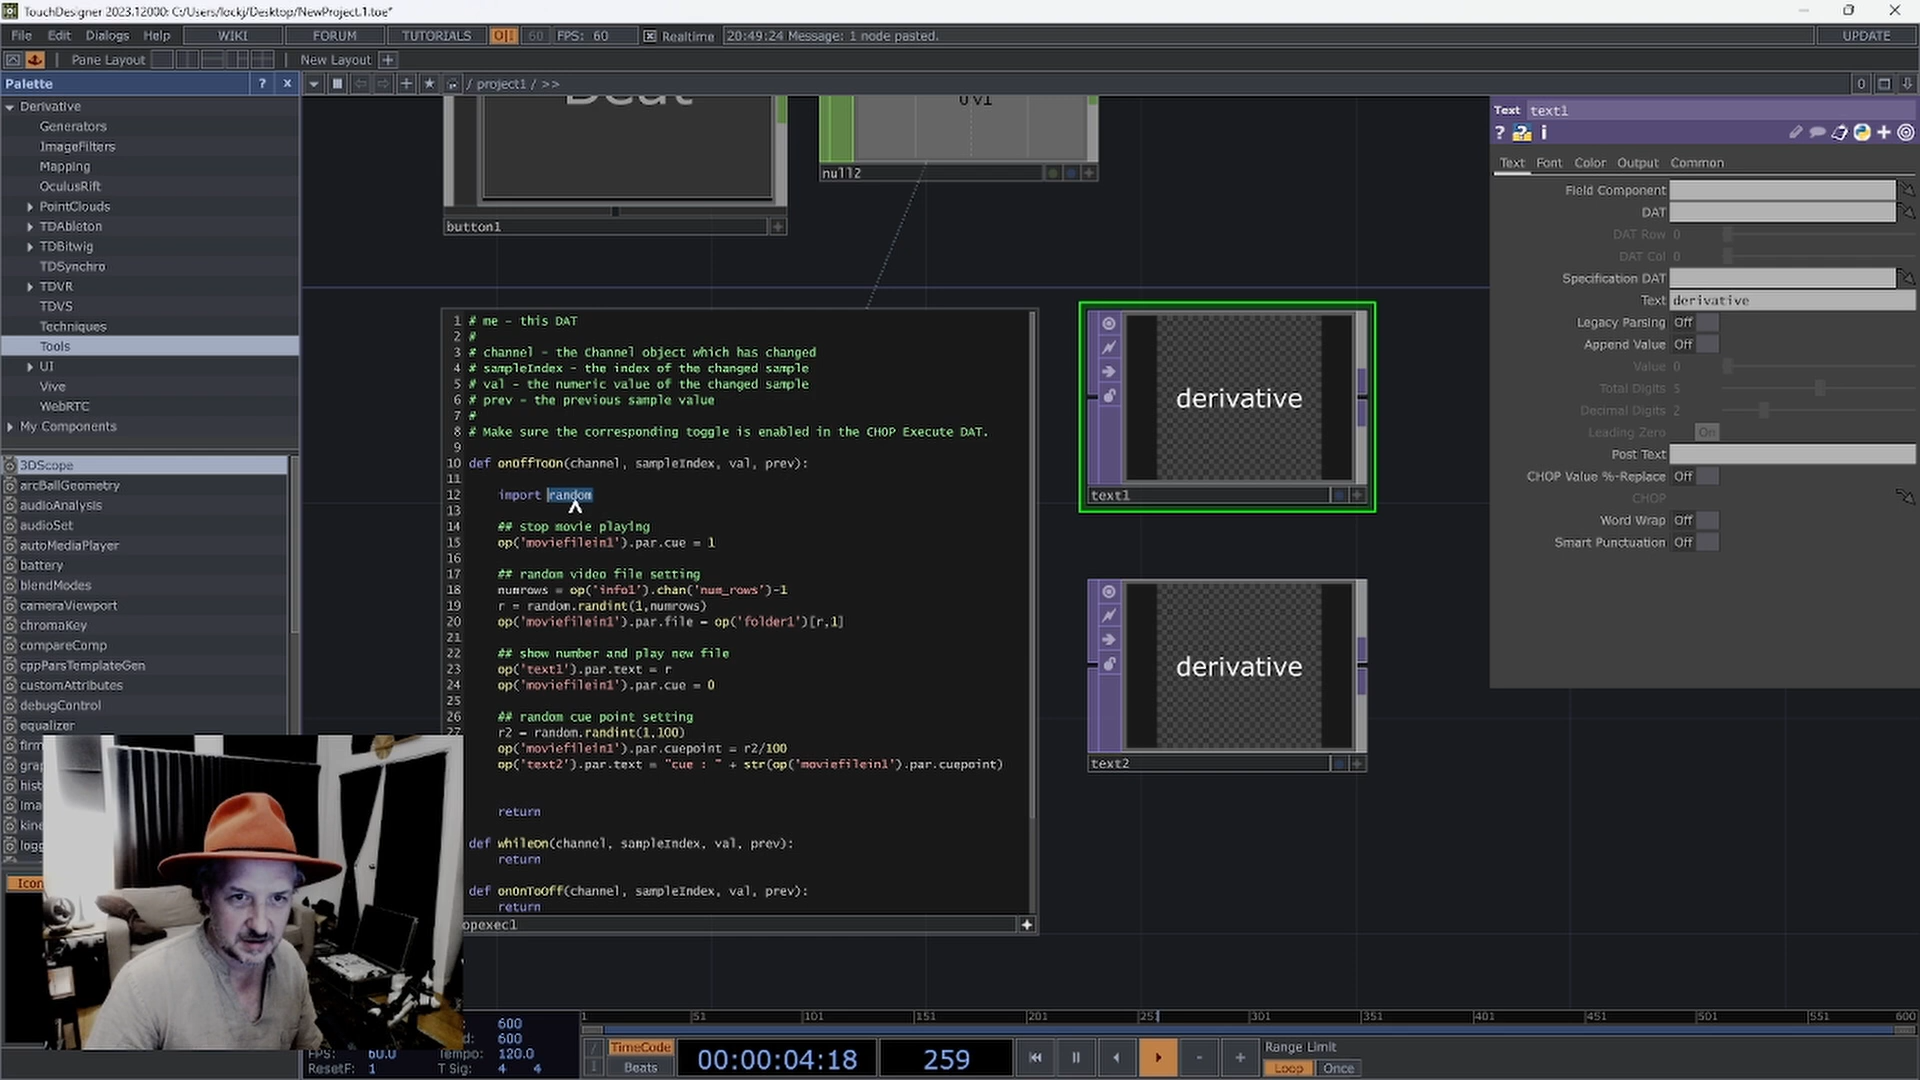 TouchDesigner 2023.12000: C:/Users/lockj/Desktop/NewProject.1.toe*
File Edit Dialogs Help WIKI FORUM TUTORIALS O|I 60 FPS: 60 Realtime 20:49:24 Message: 1 node pasted. UPDATE
Pane Layout New Layout +
Palette ? x / project1 / >> 0
Derivative
Generators
ImageFilters
Mapping
OculusRift
PointClouds
TDAbleton
TDBitwig
TDSynchro
TDVR
TDVS
Techniques
Tools
UI
Vive
WebRTC
My Components
3DScope
arcBallGeometry
audioAnalysis
audioSet
autoMediaPlayer
battery
blendModes
cameraViewport
chromaKey
compareComp
cppParsTemplateGen
customAttributes
debugControl
equalizer
Icon
Beat
button1
0 v1
null2
1 # me - this DAT
2 #
3 # channel - the Channel object which has changed
4 # sampleIndex - the index of the changed sample
5 # val - the numeric value of the changed sample
6 # prev - the previous sample value
7 #
8 # Make sure the corresponding toggle is enabled in the CHOP Execute DAT.
9
10 def onOffToOn(channel, sampleIndex, val, prev):
11
12 import random
13
14 ## stop movie playing
15 op('moviefilein1').par.cue = 1
16
17 ## random video file setting
18 numrows = op('info1').chan('num_rows')-1
19 r = random.randint(1,numrows)
20 op('moviefilein1').par.file = op('folder1')[r,1]
21
22 ## show number and play new file
23 op('text1').par.text = r
24 op('moviefilein1').par.cue = 0
25
26 ## random cue point setting
27 r2 = random.randint(1,100)
op('moviefilein1').par.cuepoint = r2/100
op('text2').par.text = "cue : " + str(op('moviefilein1').par.cuepoint)
return
def whileOn(channel, sampleIndex, val, prev):
return
def onOnToOff(channel, sampleIndex, val, prev):
return
opexec1
derivative
text1
derivative
text2
Text text1
? ? i
Text Font Color Output Common
Field Component
DAT
DAT Row 0
DAT Col 0
Specification DAT
Text derivative
Legacy Parsing Off
Append Value Off
Value 0
Total Digits 5
Decimal Digits 2
Leading Zero On
Post Text
CHOP Value %-Replace Off
CHOP
Word Wrap Off
Smart Punctuation Off
1 51 101 151 201 251 301 351 401 451 501 551 600
600
600
FPS: 60.0 Tempo: 120.0
ResetF: 1 T Sig: 4 4
TimeCode
Beats
00:00:04:18 259
- +
Range Limit
Loop Once